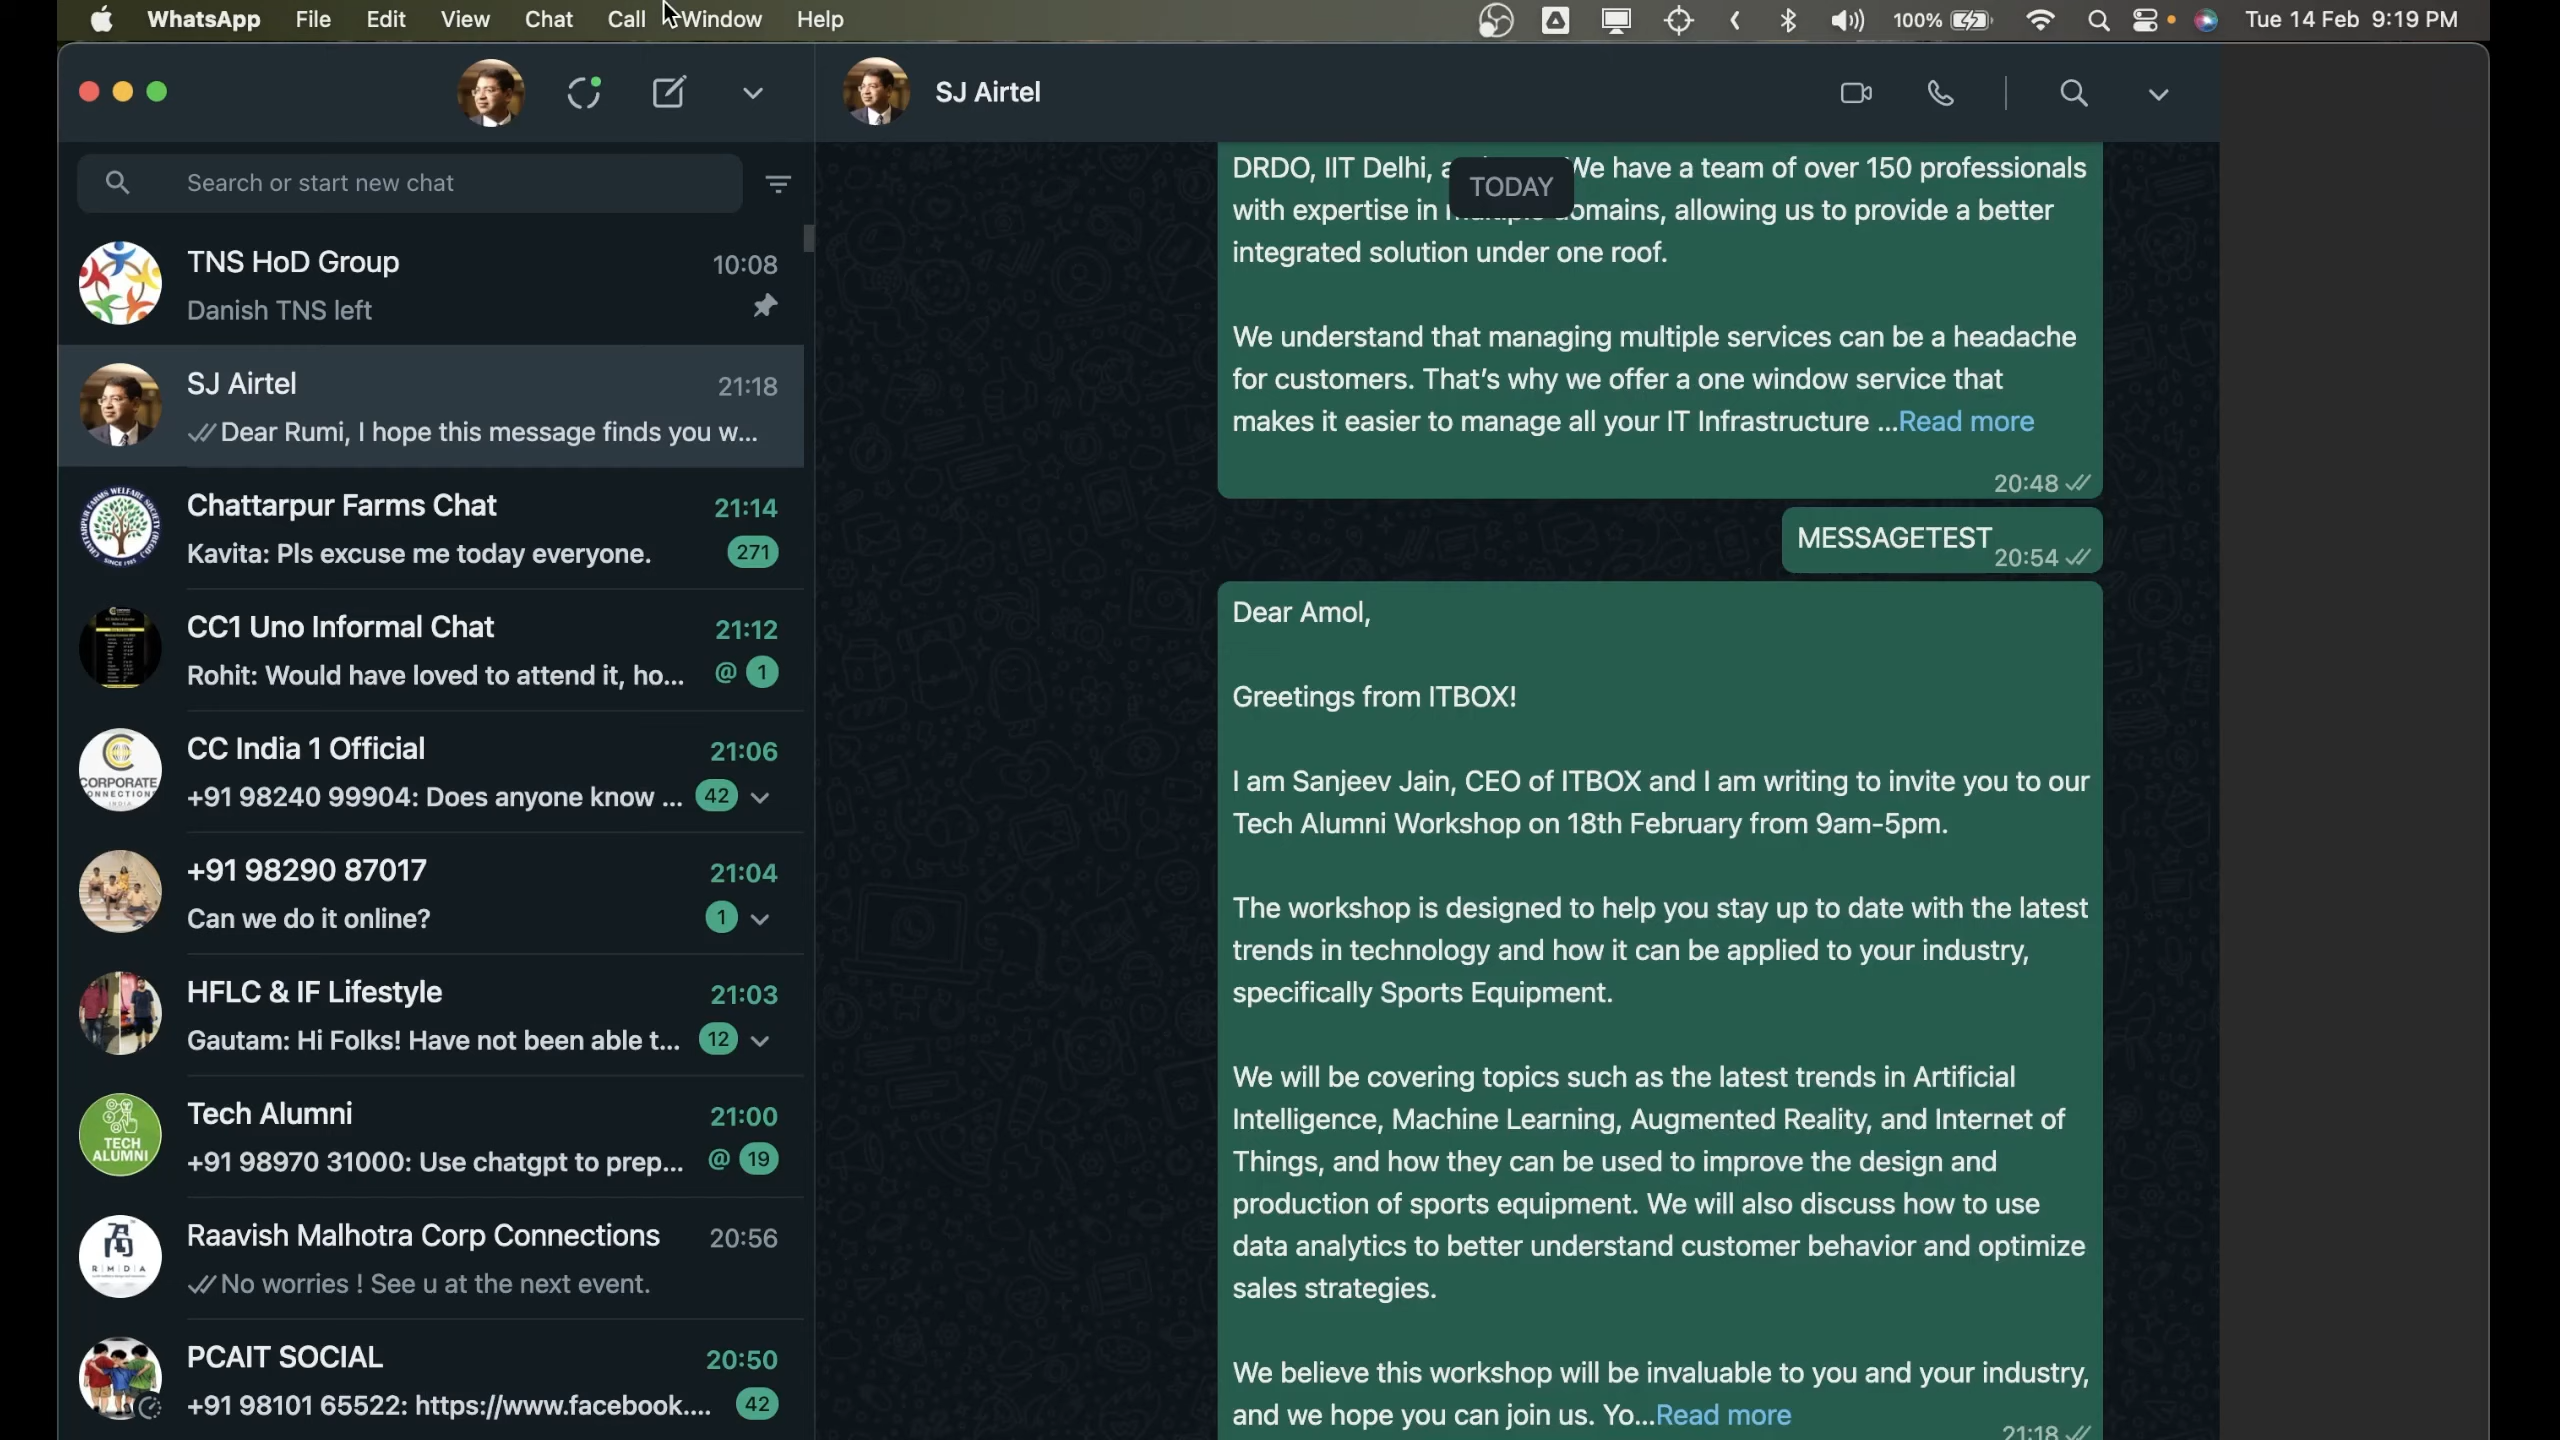 WhatsApp File Edit View Chat Call Window Help 100% Tue 14 Feb 9:19 PM
Search or start new chat
TNS HoD Group 10:08
Danish TNS left
SJ Airtel 21:18
Dear Rumi, I hope this message finds you w...
Chattarpur Farms Chat 21:14
Kavita: Pls excuse me today everyone. 271
CC1 Uno Informal Chat 21:12
Rohit: Would have loved to attend it, ho... @ 1
CORPORATE
CONNECTIONS
INDIA
CC India 1 Official 21:06
+91 98240 99904: Does anyone know ... 42
+91 98290 87017 21:04
Can we do it online? 1
HFLC & IF Lifestyle 21:03
Gautam: Hi Folks! Have not been able t... 12
TECH
ALUMNI
Tech Alumni 21:00
+91 98970 31000: Use chatgpt to prep... @ 19
RMDA
Raavish Malhotra Corp Connections 20:56
No worries ! See u at the next event.
PCAIT SOCIAL 20:50
+91 98101 65522: https://www.facebook.... 42
SJ Airtel
TODAY
DRDO, IIT Delhi, We have a team of over 150 professionals
with expertise in domains, allowing us to provide a better
integrated solution under one roof.
We understand that managing multiple services can be a headache
for customers. That's why we offer a one window service that
makes it easier to manage all your IT Infrastructure ...Read more
20:48
MESSAGETEST
20:54
Dear Amol,
Greetings from ITBOX!
I am Sanjeev Jain, CEO of ITBOX and I am writing to invite you to our
Tech Alumni Workshop on 18th February from 9am-5pm.
The workshop is designed to help you stay up to date with the latest
trends in technology and how it can be applied to your industry,
specifically Sports Equipment.
We will be covering topics such as the latest trends in Artificial
Intelligence, Machine Learning, Augmented Reality, and Internet of
Things, and how they can be used to improve the design and
production of sports equipment. We will also discuss how to use
data analytics to better understand customer behavior and optimize
sales strategies.
We believe this workshop will be invaluable to you and your industry,
and we hope you can join us. Yo...Read more
21:18